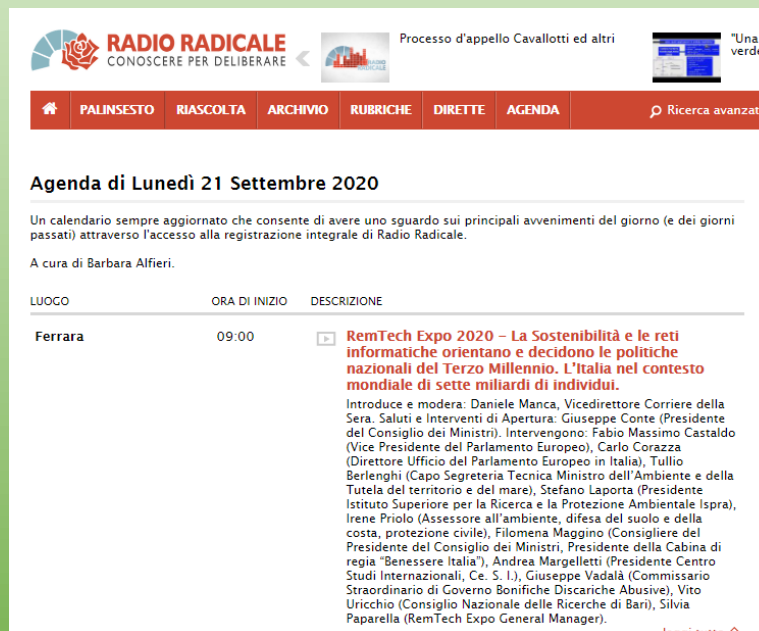 RADIO RADICALE
CONOSCERE PER DELIBERARE
Processo d'appello Cavallotti ed altri
"Una
verde
PALINSESTO RIASCOLTA ARCHIVIO RUBRICHE DIRETTE AGENDA Ricerca avanzat
Agenda di Lunedì 21 Settembre 2020
Un calendario sempre aggiornato che consente di avere uno sguardo sui principali avvenimenti del giorno (e dei giorni
passati) attraverso l'accesso alla registrazione integrale di Radio Radicale.
A cura di Barbara Alfieri.
LUOGO ORA DI INIZIO DESCRIZIONE
Ferrara 09:00 RemTech Expo 2020 – La Sostenibilità e le reti
informatiche orientano e decidono le politiche
nazionali del Terzo Millennio. L'Italia nel contesto
mondiale di sette miliardi di individui.
Introduce e modera: Daniele Manca, Vicedirettore Corriere della
Sera. Saluti e Interventi di Apertura: Giuseppe Conte (Presidente
del Consiglio dei Ministri). Intervengono: Fabio Massimo Castaldo
(Vice Presidente del Parlamento Europeo), Carlo Corazza
(Direttore Ufficio del Parlamento Europeo in Italia), Tullio
Berlenghi (Capo Segreteria Tecnica Ministro dell'Ambiente e della
Tutela del territorio e del mare), Stefano Laporta (Presidente
Istituto Superiore per la Ricerca e la Protezione Ambientale Ispra),
Irene Priolo (Assessore all'ambiente, difesa del suolo e della
costa, protezione civile), Filomena Maggino (Consigliere del
Presidente del Consiglio dei Ministri, Presidente della Cabina di
regia "Benessere Italia"), Andrea Margelletti (Presidente Centro
Studi Internazionali, Ce. S. I.), Giuseppe Vadalà (Commissario
Straordinario di Governo Bonifiche Discariche Abusive), Vito
Uricchio (Consiglio Nazionale delle Ricerche di Bari), Silvia
Paparella (RemTech Expo General Manager).